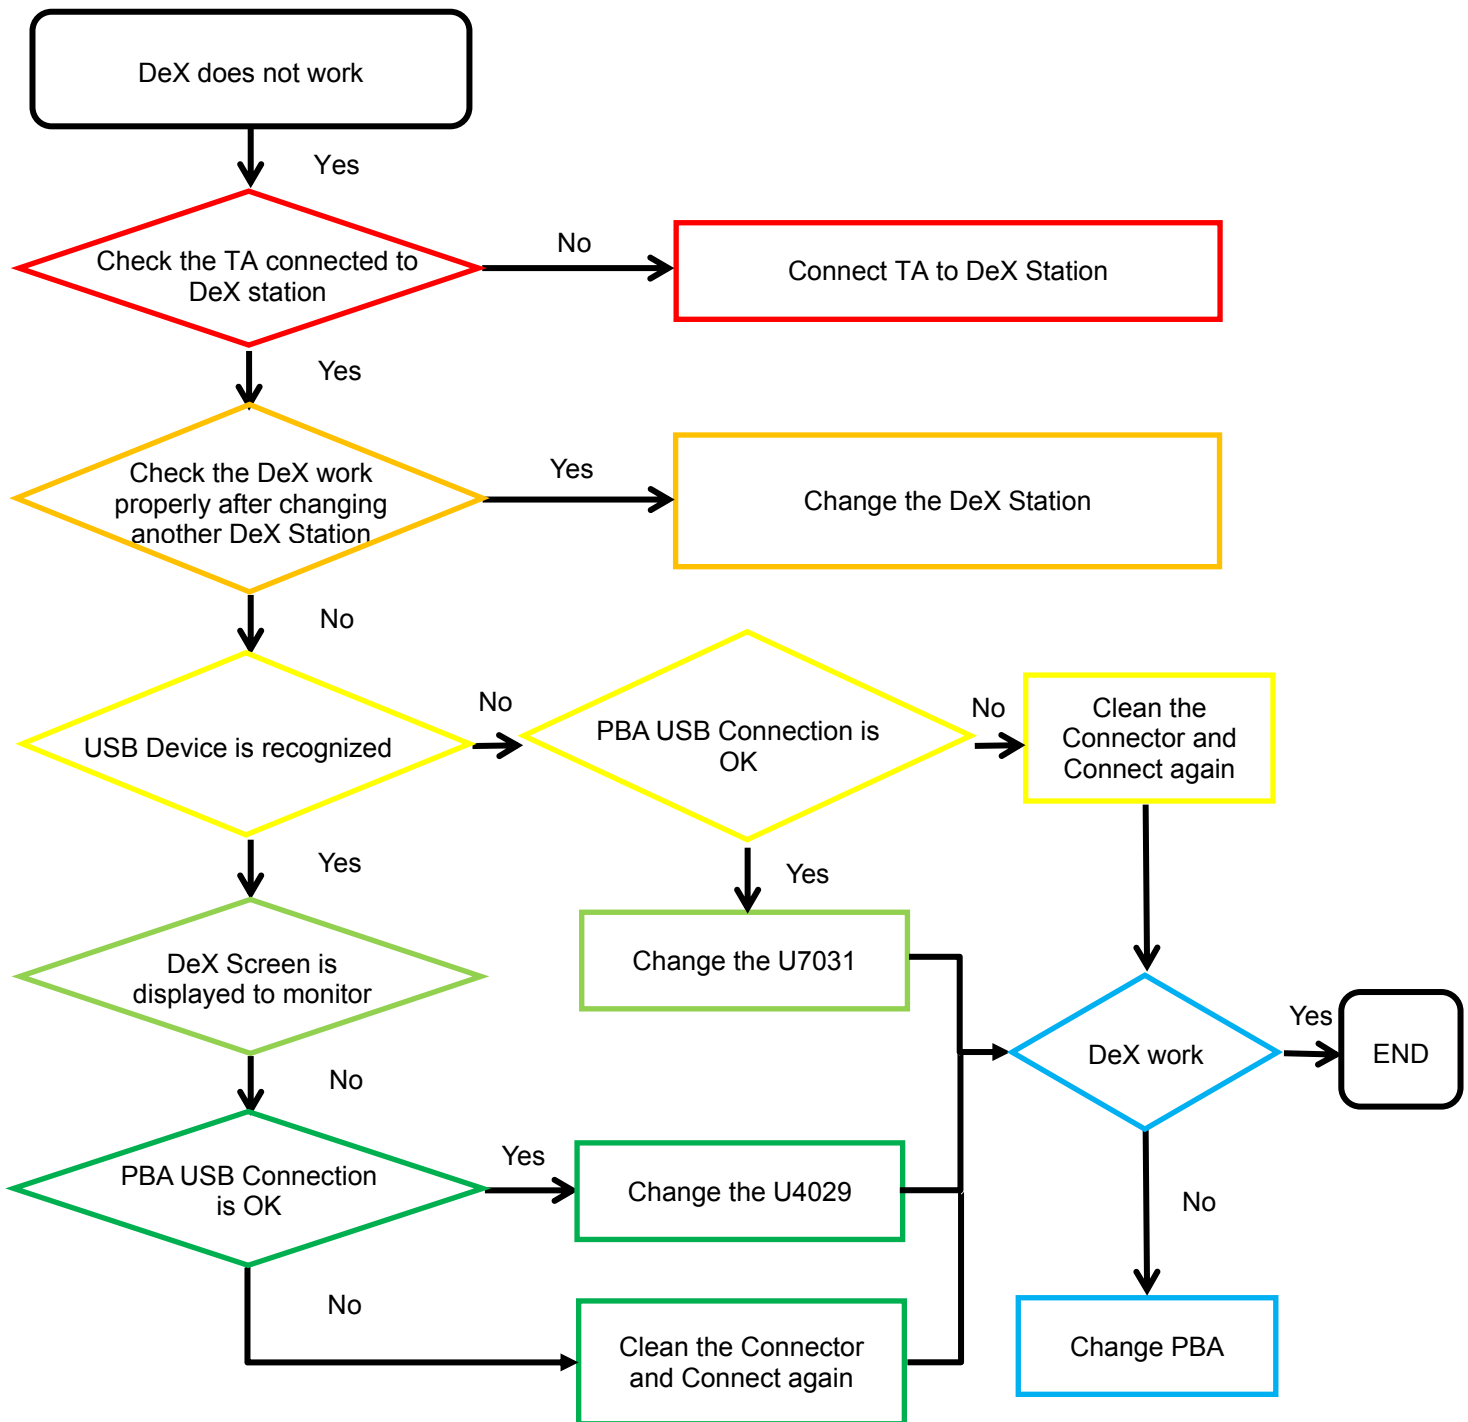 DeX does not work
Yes
Check the TA connected to
DeX station
No
Connect TA to DeX Station
Yes
Check the DeX work
properly after changing
another DeX Station
Yes
Change the DeX Station
No
USB Device is recognized
No
PBA USB Connection is
OK
No
Clean the
Connector and
Connect again
Yes
Yes
DeX Screen is
displayed to monitor
Change the U7031
DeX work
Yes
END
No
PBA USB Connection
is OK
Yes
Change the U4029
No
No
Clean the Connector
and Connect again
Change PBA